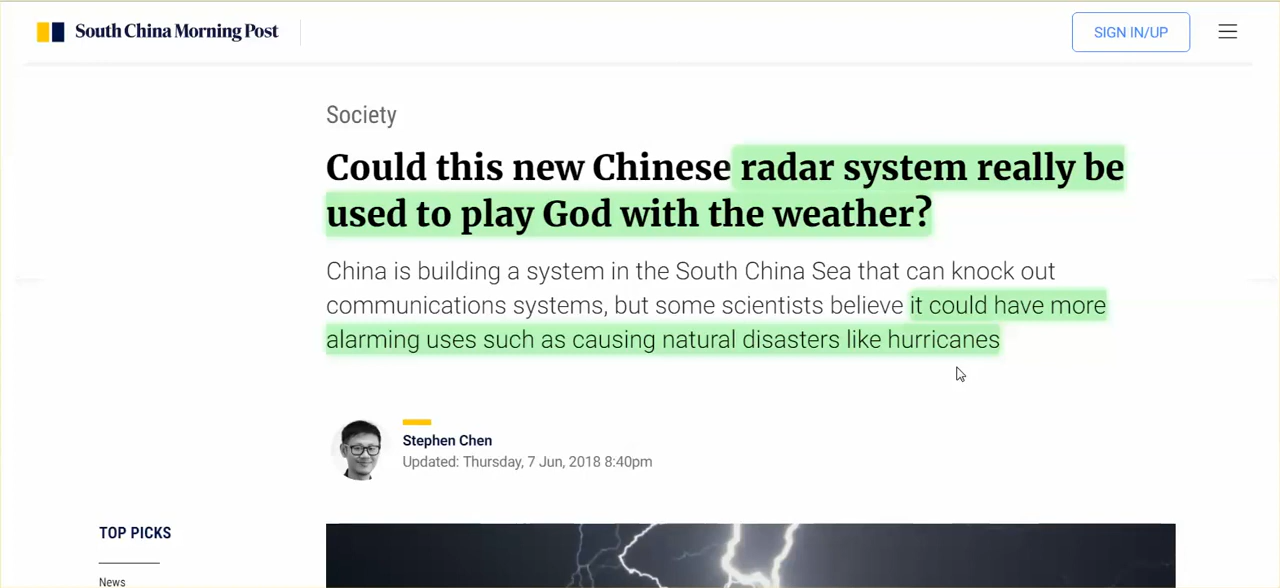 South China Morning Post
SIGN IN/UP
Society
Could this new Chinese radar system really be
used to play God with the weather?
China is building a system in the South China Sea that can knock out
communications systems, but some scientists believe it could have more
alarming uses such as causing natural disasters like hurricanes
Stephen Chen
Updated: Thursday, 7 Jun, 2018 8:40pm
TOP PICKS
News